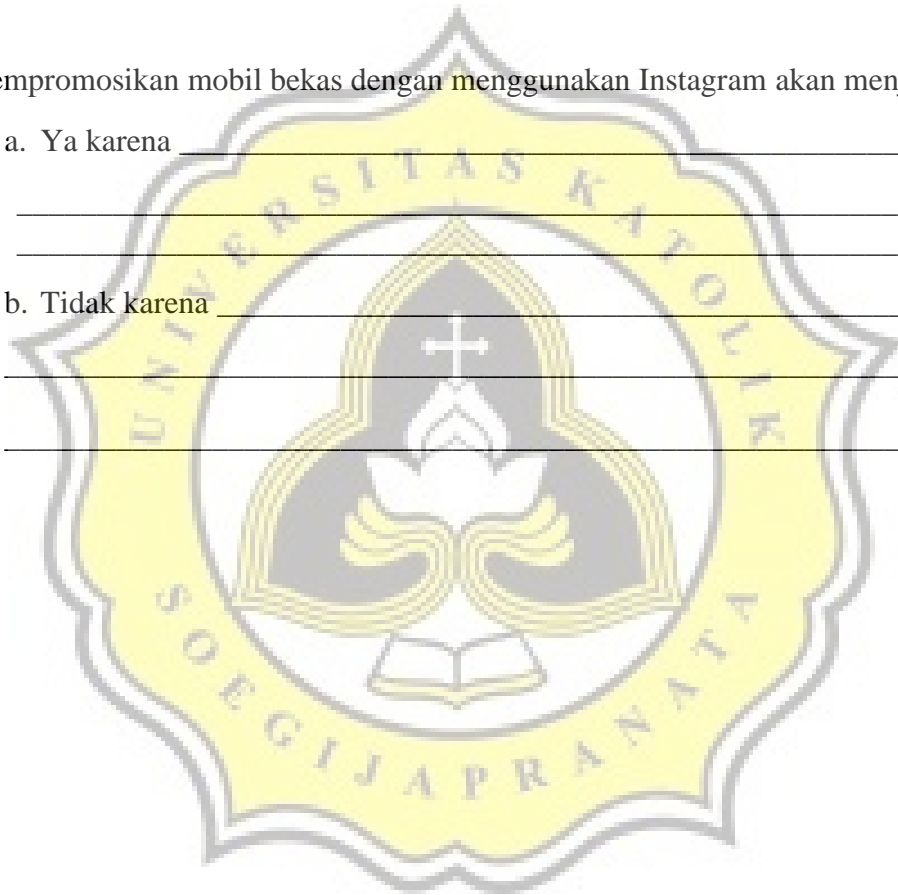 empromosikan mobil bekas dengan menggunakan Instagram akan men
a. Ya karena
b. Tidak karena
UNIVERSITAS KATOLIK
SOEGIJAPRANATA